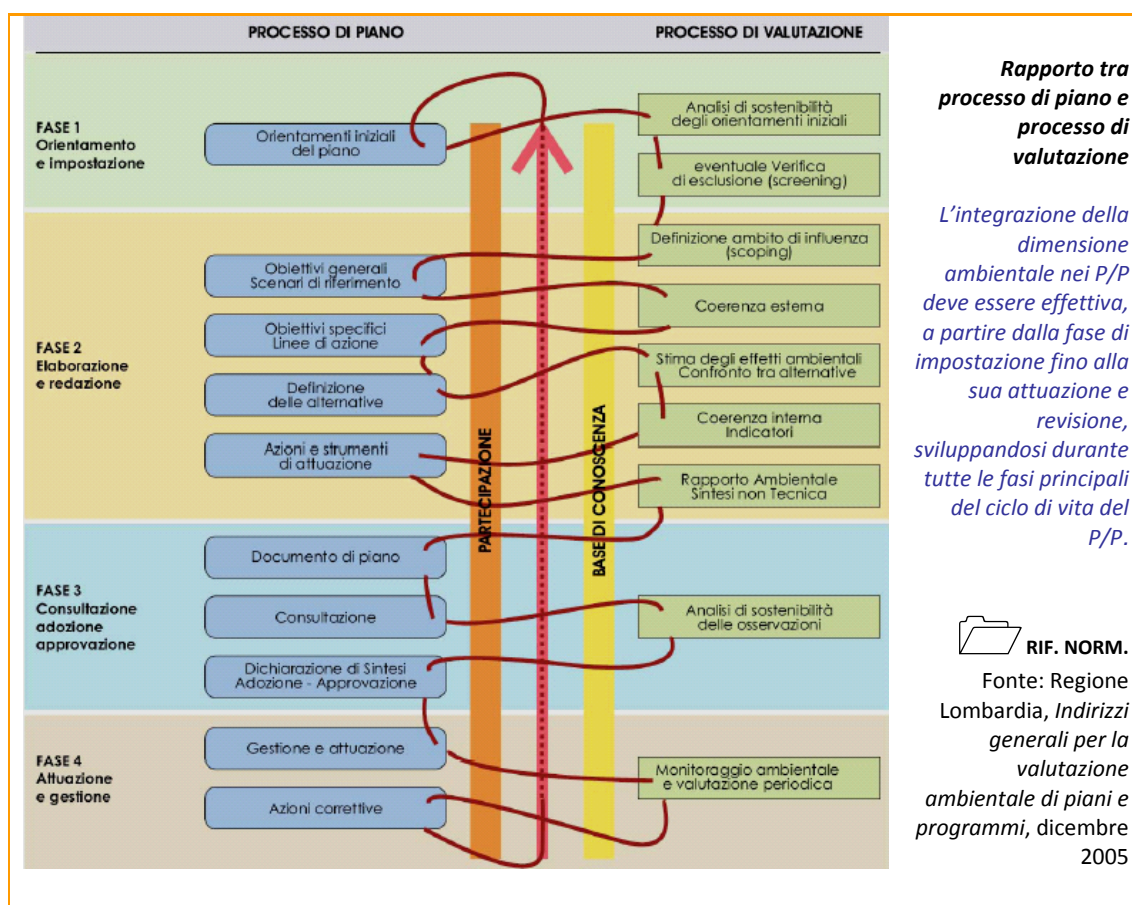 PROCESSO DI PIANO
PROCESSO DI VALUTAZIONE
FASE 1
Orientamento
e impostazione
Orientamenti iniziali
del piano
Analisi di sostenibilità
degli orientamenti iniziali
eventuale Verifica
di esclusione (screening)
FASE 2
Elaborazione
e redazione
Definizione ambito di influenza
(scoping)
Obiettivi generali
Scenari di riferimento
Coerenza esterna
Obiettivi specifici
Linee di azione
Stima degli effetti ambientali
Confronto tra alternative
Definizione
delle alternative
Coerenza interna
Indicatori
Azioni e strumenti
di attuazione
Rapporto Ambientale
Sintesi non Tecnica
PARTECIPAZIONE
BASE DI CONOSCENZA
FASE 3
Consultazione
adozione
approvazione
Documento di piano
Consultazione
Analisi di sostenibilità
delle osservazioni
Dichiarazione di Sintesi
Adozione - Approvazione
FASE 4
Attuazione
e gestione
Gestione e attuazione
Monitoraggio ambientale
e valutazione periodica
Azioni correttive
Rapporto tra
processo di piano e
processo di
valutazione
L’integrazione della
dimensione
ambientale nei P/P
deve essere effettiva,
a partire dalla fase di
impostazione fino alla
sua attuazione e
revisione,
sviluppandosi durante
tutte le fasi principali
del ciclo di vita del
P/P.
RIF. NORM.
Fonte: Regione
Lombardia, Indirizzi
generali per la
valutazione
ambientale di piani e
programmi, dicembre
2005